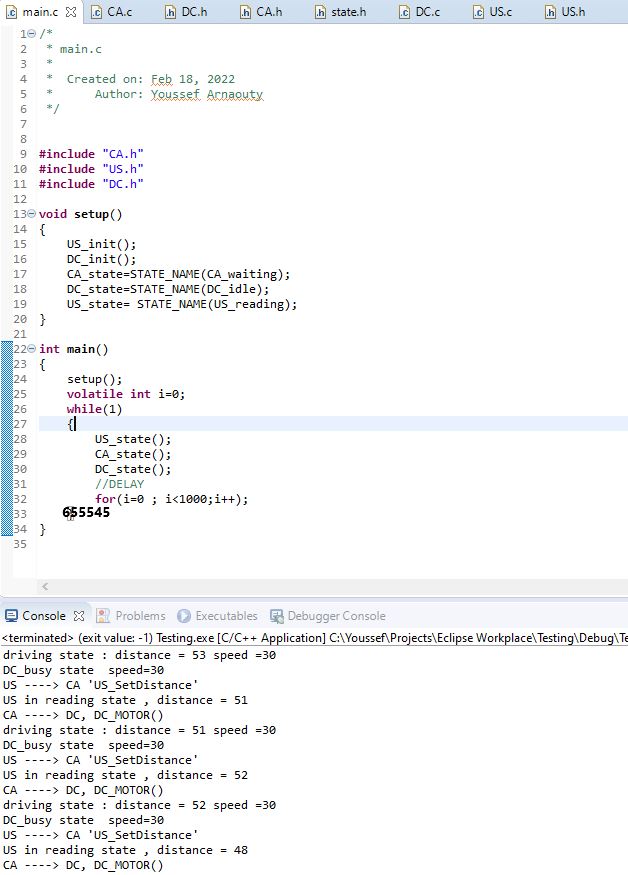 main.c CA.c DC.h CA.h state.h DC.c US.c US.h
1 /*
2 * main.c
3 *
4 * Created on: Feb 18, 2022
5 * Author: Youssef Arnaouty
6 */
7
8
9 #include "CA.h"
10 #include "US.h"
11 #include "DC.h"
12
13 void setup()
14 {
15 US_init();
16 DC_init();
17 CA_state=STATE_NAME(CA_waiting);
18 DC_state=STATE_NAME(DC_idle);
19 US_state= STATE_NAME(US_reading);
20 }
21
22 int main()
23 {
24 setup();
25 volatile int i=0;
26 while(1)
27 {
28 US_state();
29 CA_state();
30 DC_state();
31 //DELAY
32 for(i=0 ; i<1000;i++);
33 655545
34 }
35
Console Problems Executables Debugger Console
<terminated> (exit value: -1) Testing.exe [C/C++ Application] C:\Youssef\Projects\Eclipse Workplace\Testing\Debug\Te
driving state : distance = 53 speed =30
DC_busy state speed=30
US ----> CA 'US_SetDistance'
US in reading state , distance = 51
CA ----> DC, DC_MOTOR()
driving state : distance = 51 speed =30
DC_busy state speed=30
US ----> CA 'US_SetDistance'
US in reading state , distance = 52
CA ----> DC, DC_MOTOR()
driving state : distance = 52 speed =30
DC_busy state speed=30
US ----> CA 'US_SetDistance'
US in reading state , distance = 48
CA ----> DC, DC_MOTOR()